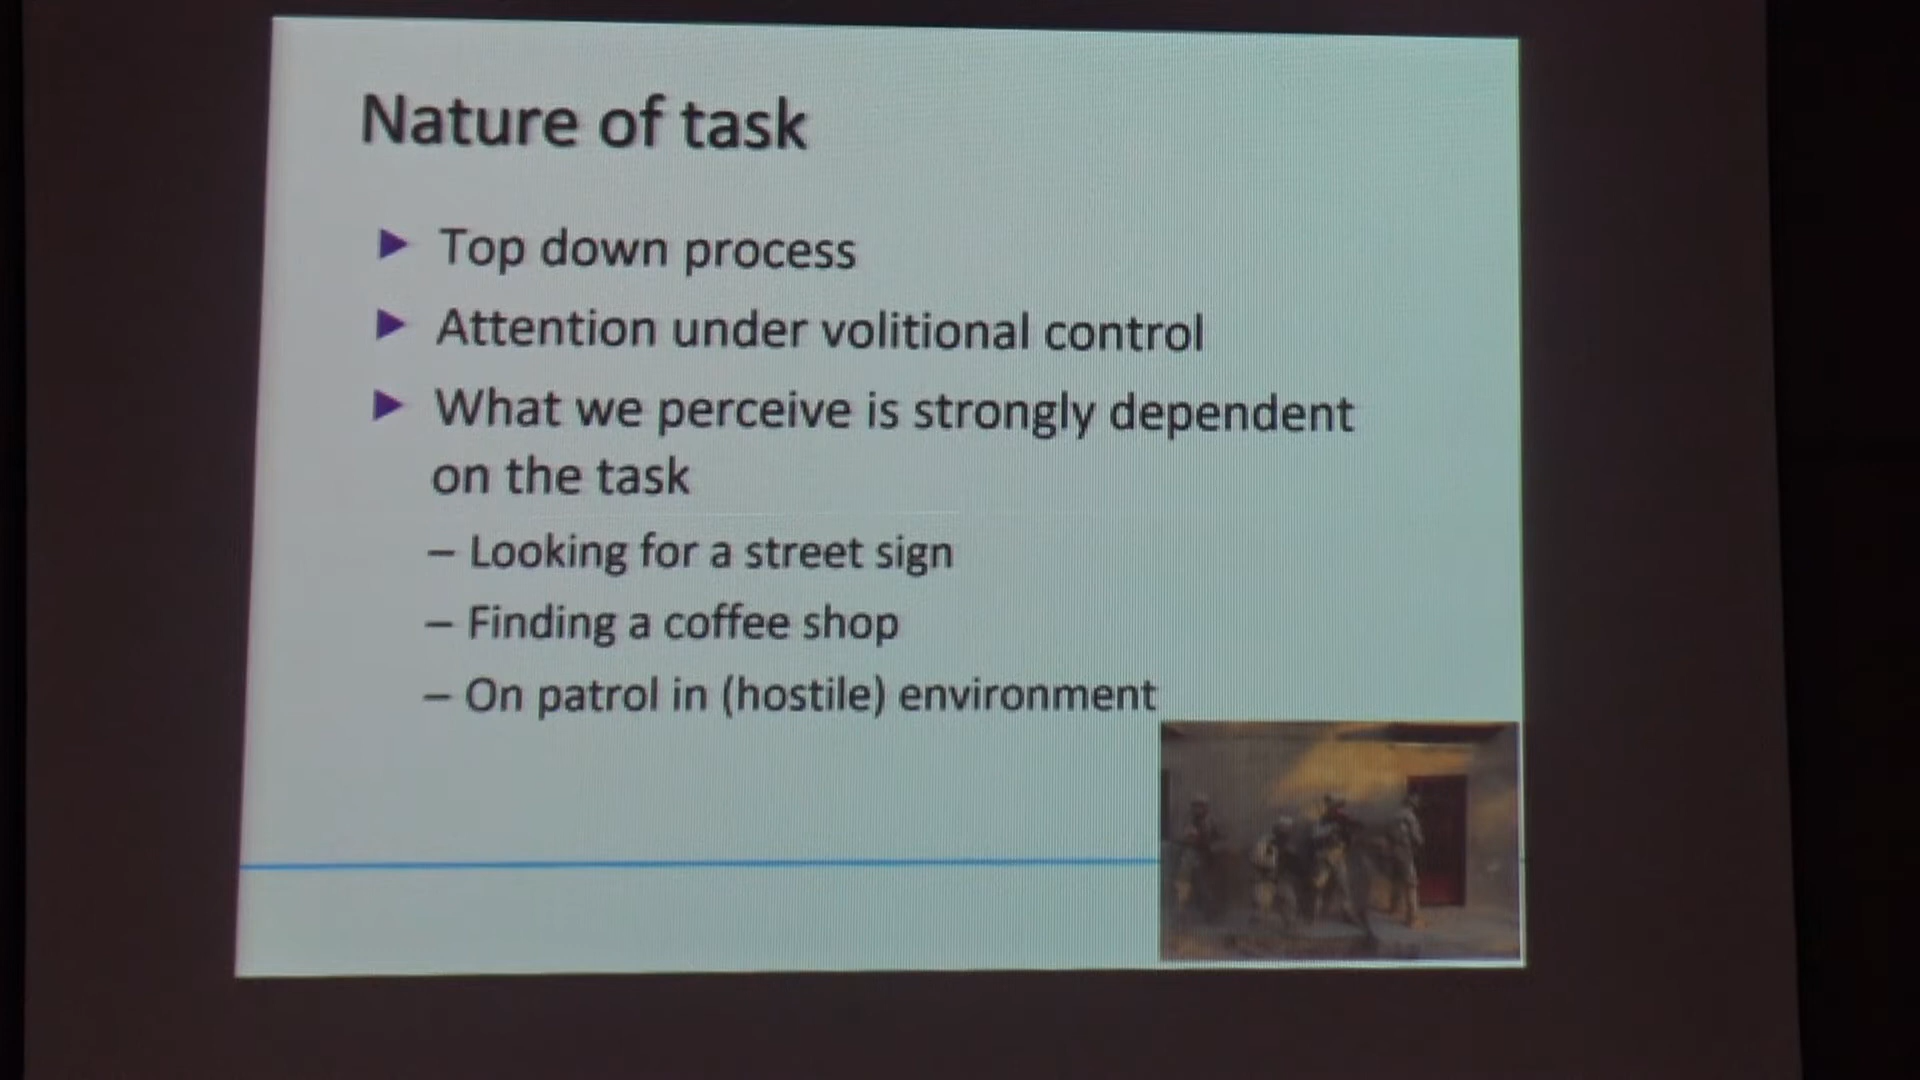 Nature of task
Top down process
Attention under volitional control
What we perceive is strongly dependent
on the task
– Looking for a street sign
– Finding a coffee shop
– On patrol in (hostile) environment